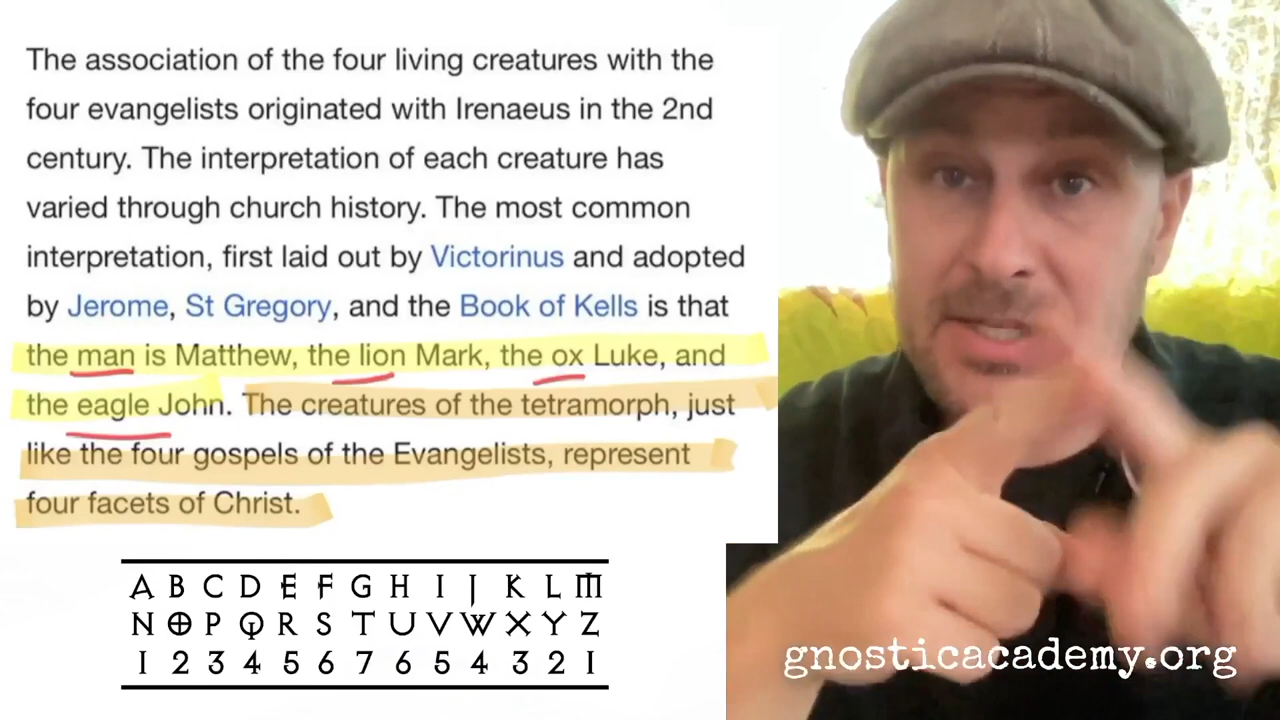 The association of the four living creatures with the
four evangelists originated with Irenaeus in the 2nd
century. The interpretation of each creature has
varied through church history. The most common
interpretation, first laid out by Victorinus and adopted
by Jerome, St Gregory, and the Book of Kells is that
the man is Matthew, the lion Mark, the ox Luke, and
the eagle John. The creatures of the tetramorph, just
like the four gospels of the Evangelists, represent
four facets of Christ.
A B C D E F G H I J K L M
N O P Q R S T U V W X Y Z
1 2 3 4 5 6 7 6 5 4 3 2 1
gnosticacademy.org